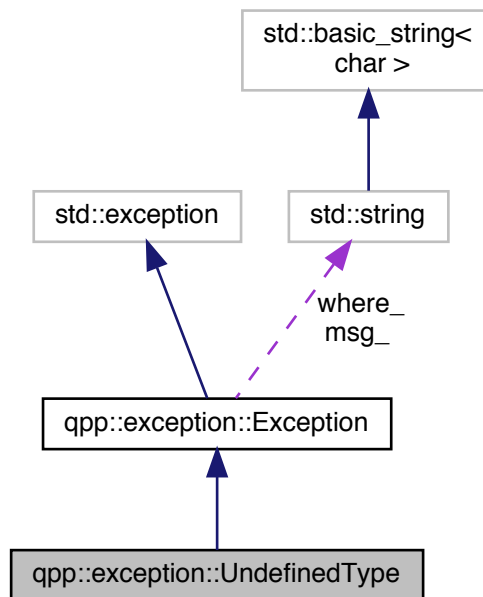 std::basic_string<
char >
std::exception
std::string
where_
msg_
qpp::exception::Exception
qpp::exception::UndefinedType